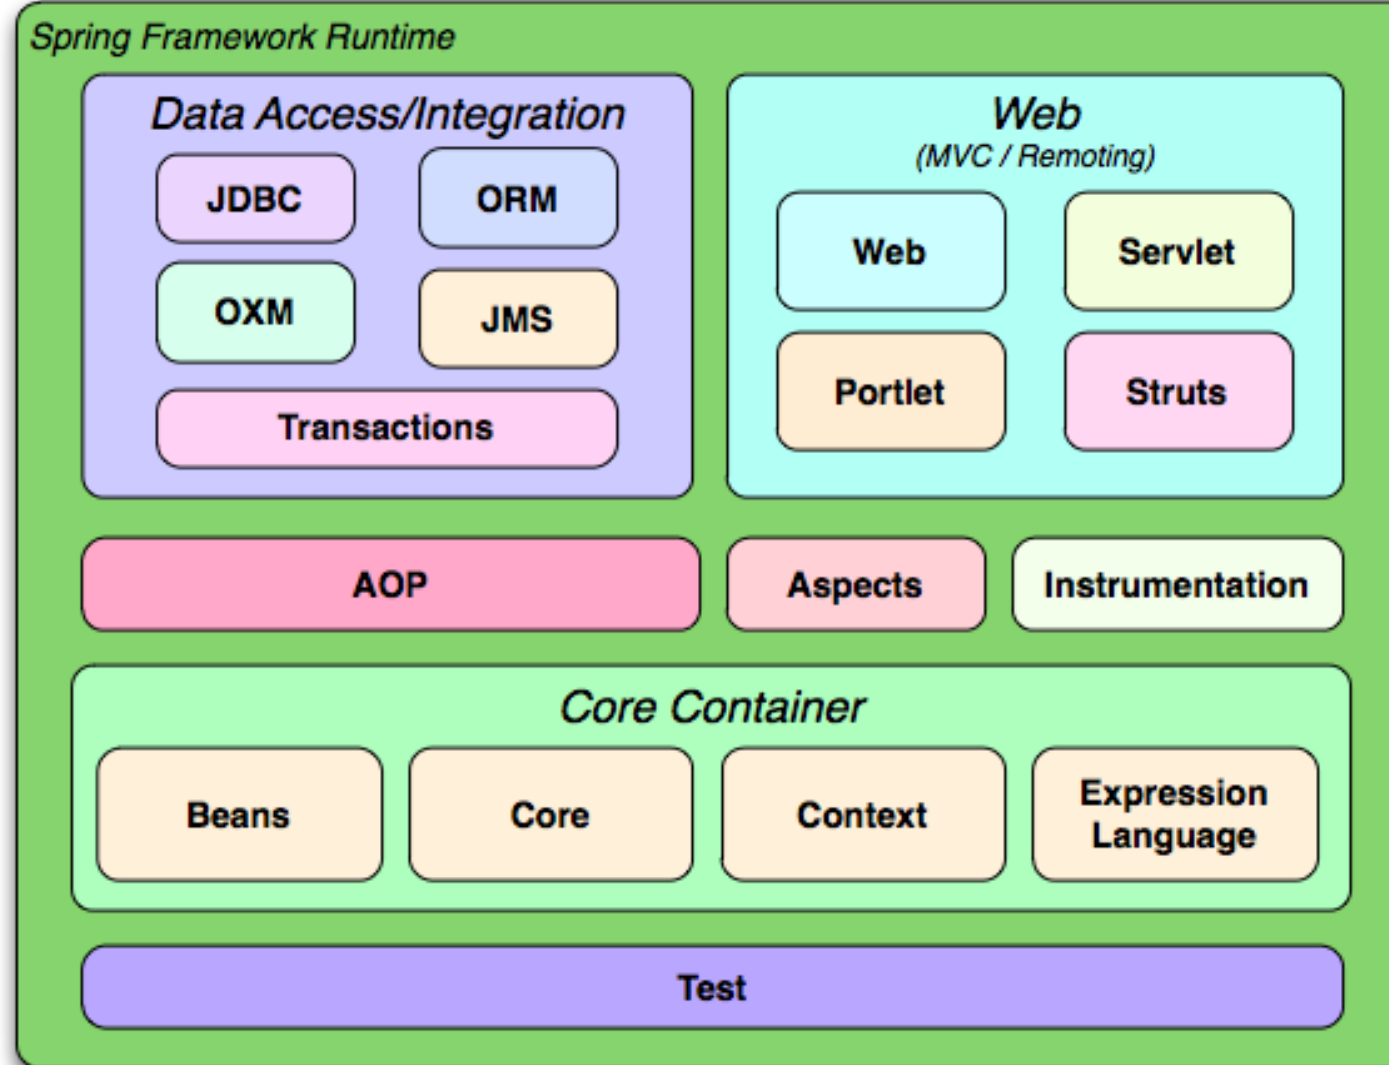 Spring Framework Runtime
Data Access/Integration
JDBC
ORM
OXM
JMS
Transactions
Web
(MVC / Remoting)
Web
Servlet
Portlet
Struts
AOP
Aspects
Instrumentation
Core Container
Beans
Core
Context
Expression
Language
Test